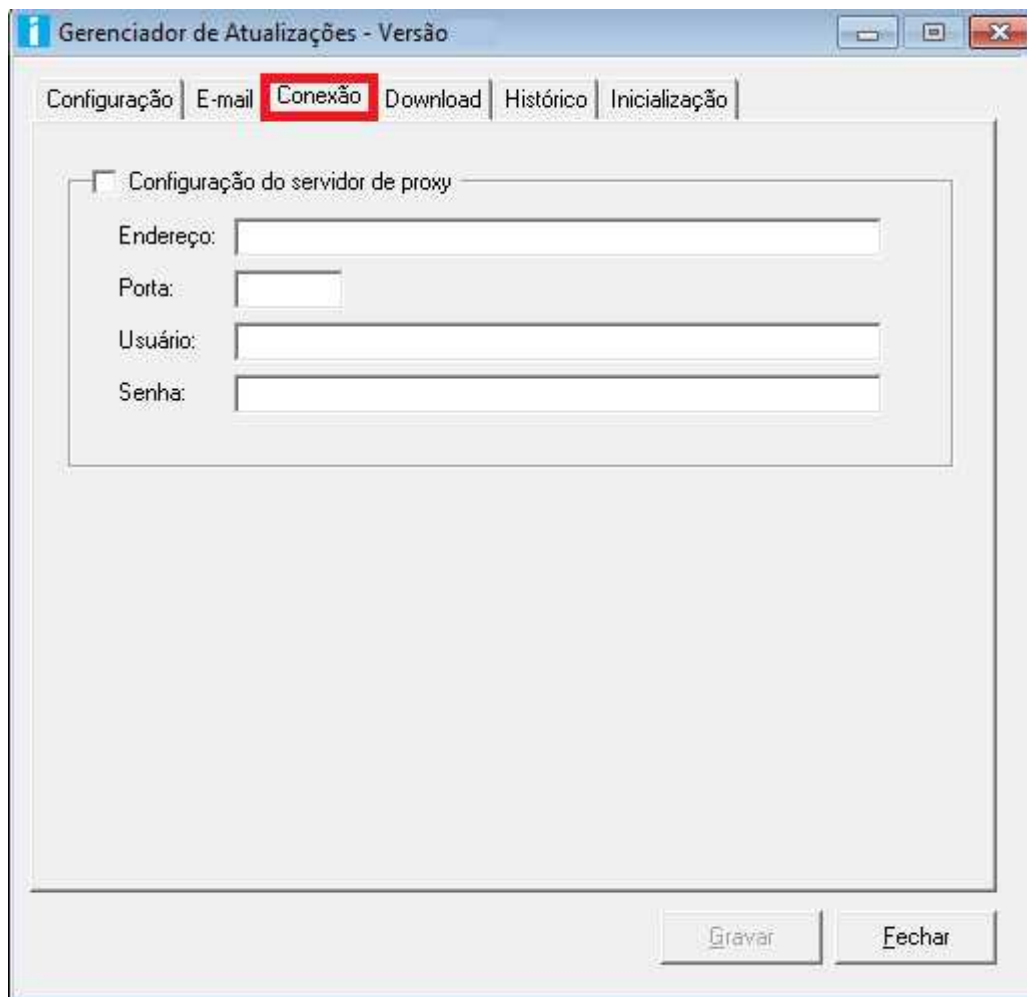 Gerenciador de Atualizações - Versão
Configuração E-mail Conexão Download Histórico Inicialização
Configuração do servidor de proxy
Endereço:
Porta:
Usuário:
Senha:
Gravar Fechar